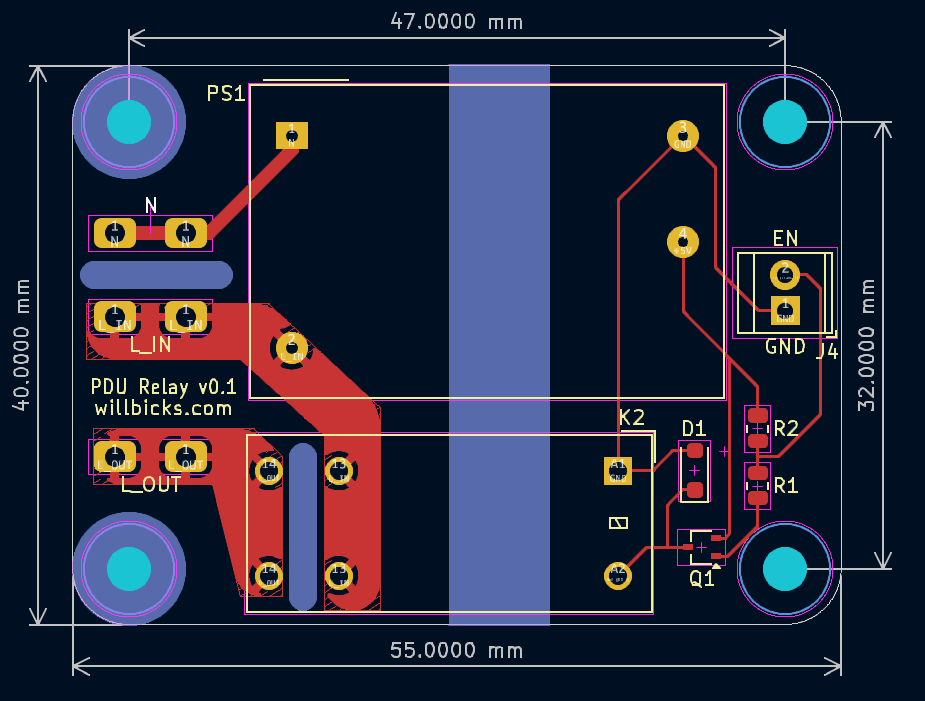 47.0000 mm
PS1
1
N
3
GND
N
1
N
1
N
4
+5V
EN
2
1
GND
1
L_IN
1
L_IN
2
L_IN
L_IN
GND
J4
40.0000 mm
32.0000 mm
PDU Relay v0.1
willbicks.com
K2
D1
R2
1
L_OUT
1
L_OUT
L_OUT
14
13
A1
GND
R1
14
13
A2
Q1
55.0000 mm